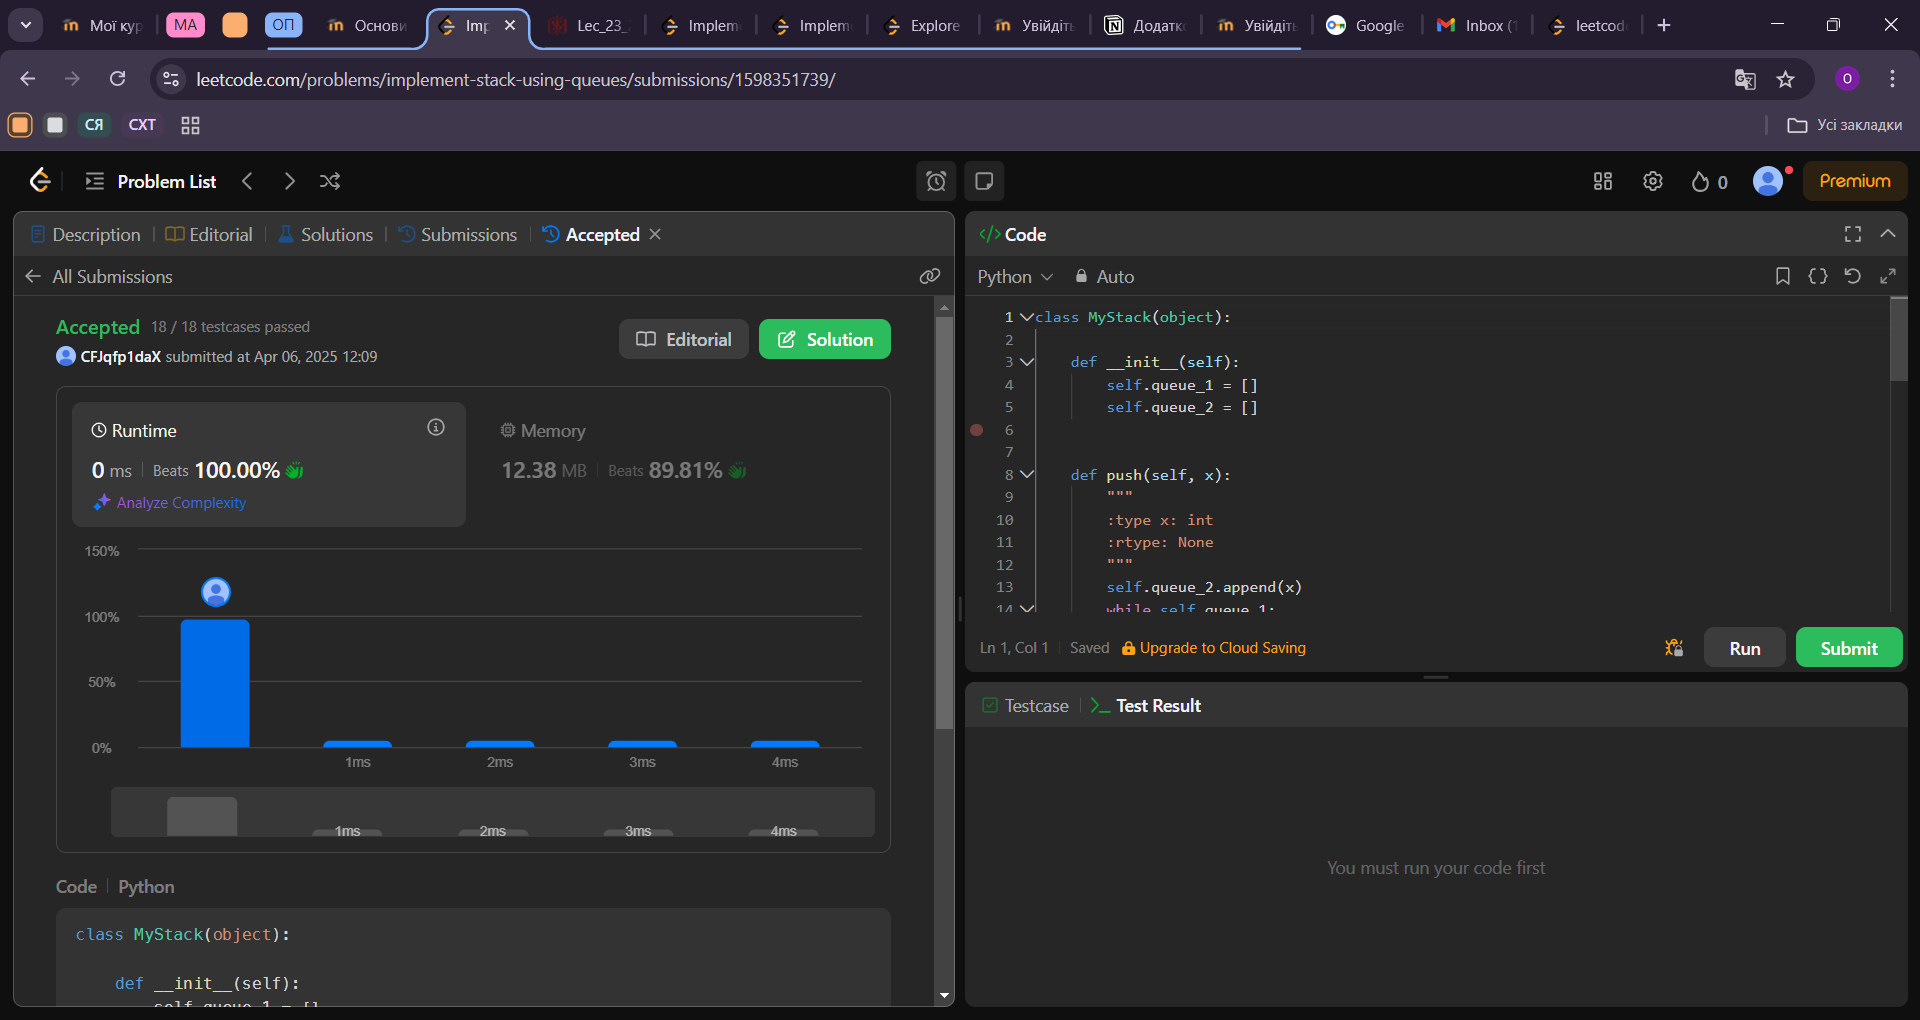 Мої ку
МА
ОП
Основи
Imp
Lec_23_
Implem
Implem
Explore
Увійдіть
Додатк
Увійдіть
Google
Inbox (1
leetcod
leetcode.com/problems/implement-stack-using-queues/submissions/1598351739/
O
СЯ
СХТ
Усі закладки
Problem List
0
Premium
Description
Editorial
Solutions
Submissions
Accepted
All Submissions
Accepted 18 / 18 testcases passed
CFJqfp1daX submitted at Apr 06, 2025 12:09
Editorial
Solution
Runtime
0 ms Beats 100.00%
Analyze Complexity
Memory
12.38 MB Beats 89.81%
150%
100%
50%
0%
1ms
2ms
3ms
4ms
1ms
2ms
3ms
4ms
Code Python
class MyStack(object):
def __init__(self):
self.queue_1 = []
</> Code
Python
Auto
1 class MyStack(object):
2
3 def __init__(self):
4 self.queue_1 = []
5 self.queue_2 = []
6
7
8 def push(self, x):
9 """
10 :type x: int
11 :rtype: None
12 """
13 self.queue_2.append(x)
14 while self.queue_1:
Ln 1, Col 1 Saved Upgrade to Cloud Saving
Run
Submit
Testcase
Test Result
You must run your code first